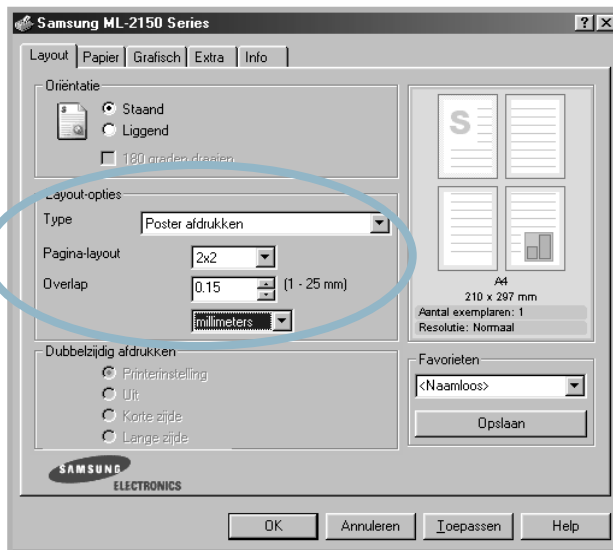 Samsung ML-2150 Series
Layout Papier Grafisch Extra Info
Oriëntatie
Staand
Liggend
180 graden draaien
Layout-opties
Type Poster afdrukken
Pagina-layout 2x2
Overlap 0.15 (1 - 25 mm)
millimeters
Dubbelzijdig afdrukken
Printerinstelling
Uit
Korte zijde
Lange zijde
S
A4
210 x 297 mm
Aantal exemplaren: 1
Resolutie: Normaal
Favorieten
<Naamloos>
Opslaan
SAMSUNG
ELECTRONICS
OK Annuleren Toepassen Help